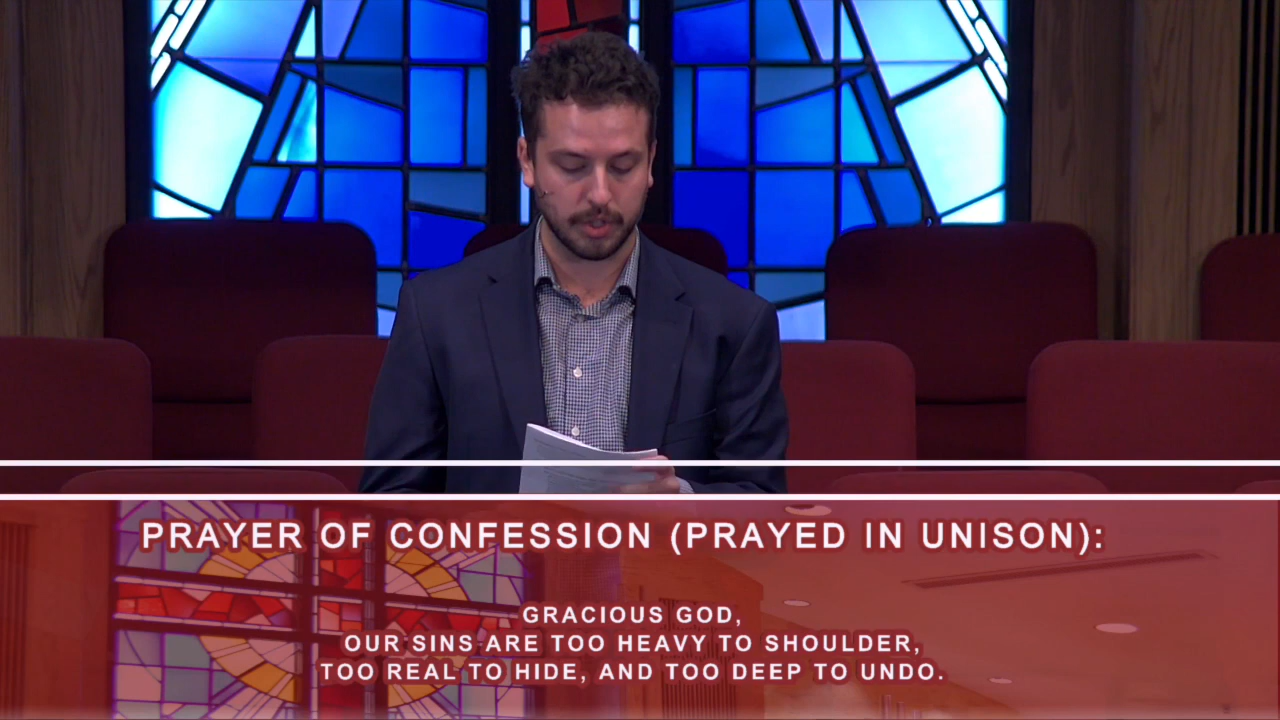 PRAYER OF CONFESSION (PRAYED IN UNISON):
GRACIOUS GOD,
OUR SINS ARE TOO HEAVY TO SHOULDER,
TOO REAL TO HIDE, AND TOO DEEP TO UNDO.